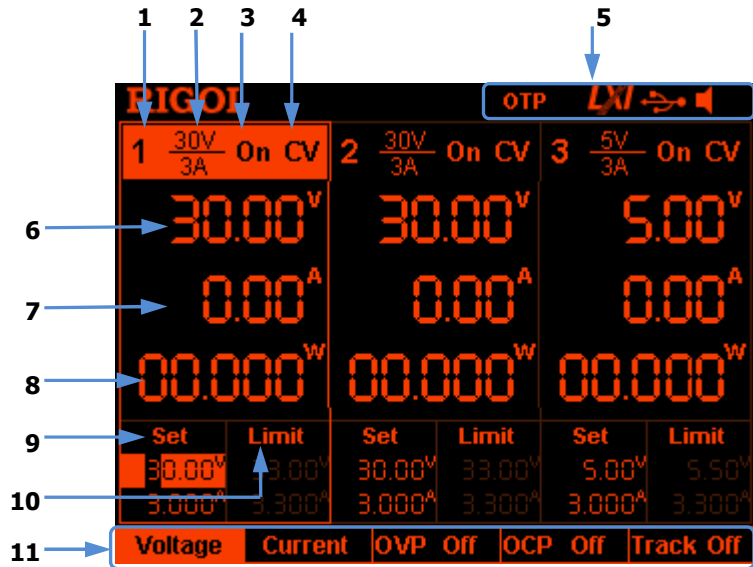 1 2 3 4 5
RIGOL OTP LXI
1 30V/3A On CV 2 30V/3A On CV 3 5V/3A On CV
6 30.00V 30.00V 5.00V
7 0.00A 0.00A 0.00A
8 00.000W 00.000W 00.000W
9 Set Limit Set Limit Set Limit
30.00V 33.00V 30.00V 33.00V 5.00V 5.50V
10 3.000A 3.300A 3.000A 3.300A 3.000A 3.300A
11 Voltage Current OVP Off OCP Off Track Off